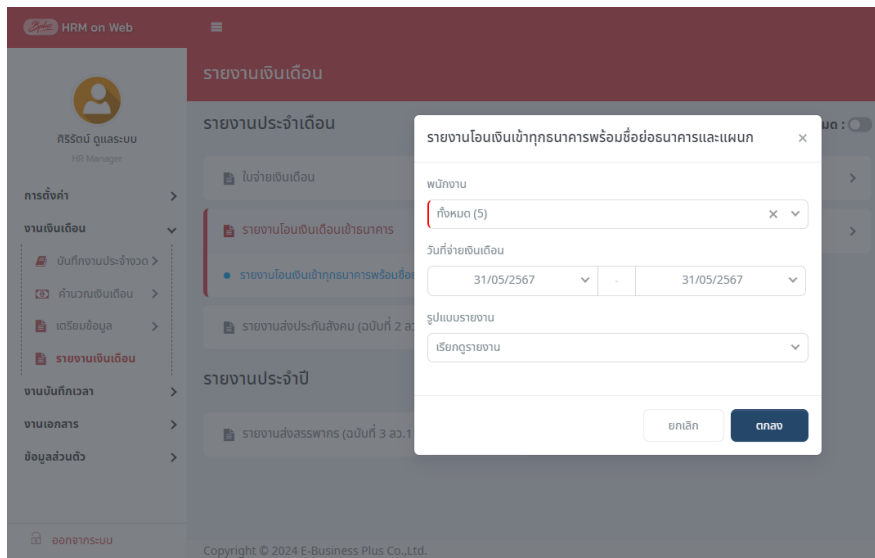 Bplus HRM on Web
ศิริรัตน์ ดูแลระบบ
HR Manager
การตั้งค่า
งานเงินเดือน
บันทึกงานประจำงวด
คำนวณเงินเดือน
เตรียมข้อมูล
รายงานเงินเดือน
งานบันทึกเวลา
งานเอกสาร
ข้อมูลส่วนตัว
ออกจากระบบ
รายงานเงินเดือน
รายงานประจำเดือน
มด :
ใบจ่ายเงินเดือน
รายงานโอนเงินเดือนเข้าธนาคาร
รายงานโอนเงินเข้าทุกธนาคารพร้อมชื่อย่อ
รายงานส่งประกันสังคม (ฉบับที่ 2 ลว
รายงานประจำปี
รายงานส่งสรรพากร (ฉบับที่ 3 ลว.1
Copyright © 2024 E-Business Plus Co.,Ltd.
รายงานโอนเงินเข้าทุกธนาคารพร้อมชื่อย่อธนาคารและแผนก ×
พนักงาน
ทั้งหมด (5) ×
วันที่จ่ายเงินเดือน
31/05/2567 - 31/05/2567
รูปแบบรายงาน
เรียกดูรายงาน
ยกเลิก ตกลง